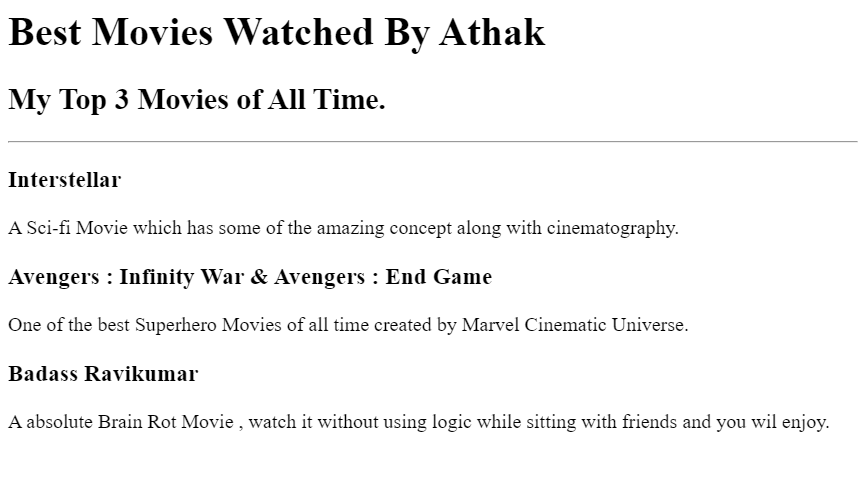 Best Movies Watched By Athak
My Top 3 Movies of All Time.
Interstellar
A Sci-fi Movie which has some of the amazing concept along with cinematography.
Avengers : Infinity War & Avengers : End Game
One of the best Superhero Movies of all time created by Marvel Cinematic Universe.
Badass Ravikumar
A absolute Brain Rot Movie , watch it without using logic while sitting with friends and you wil enjoy.